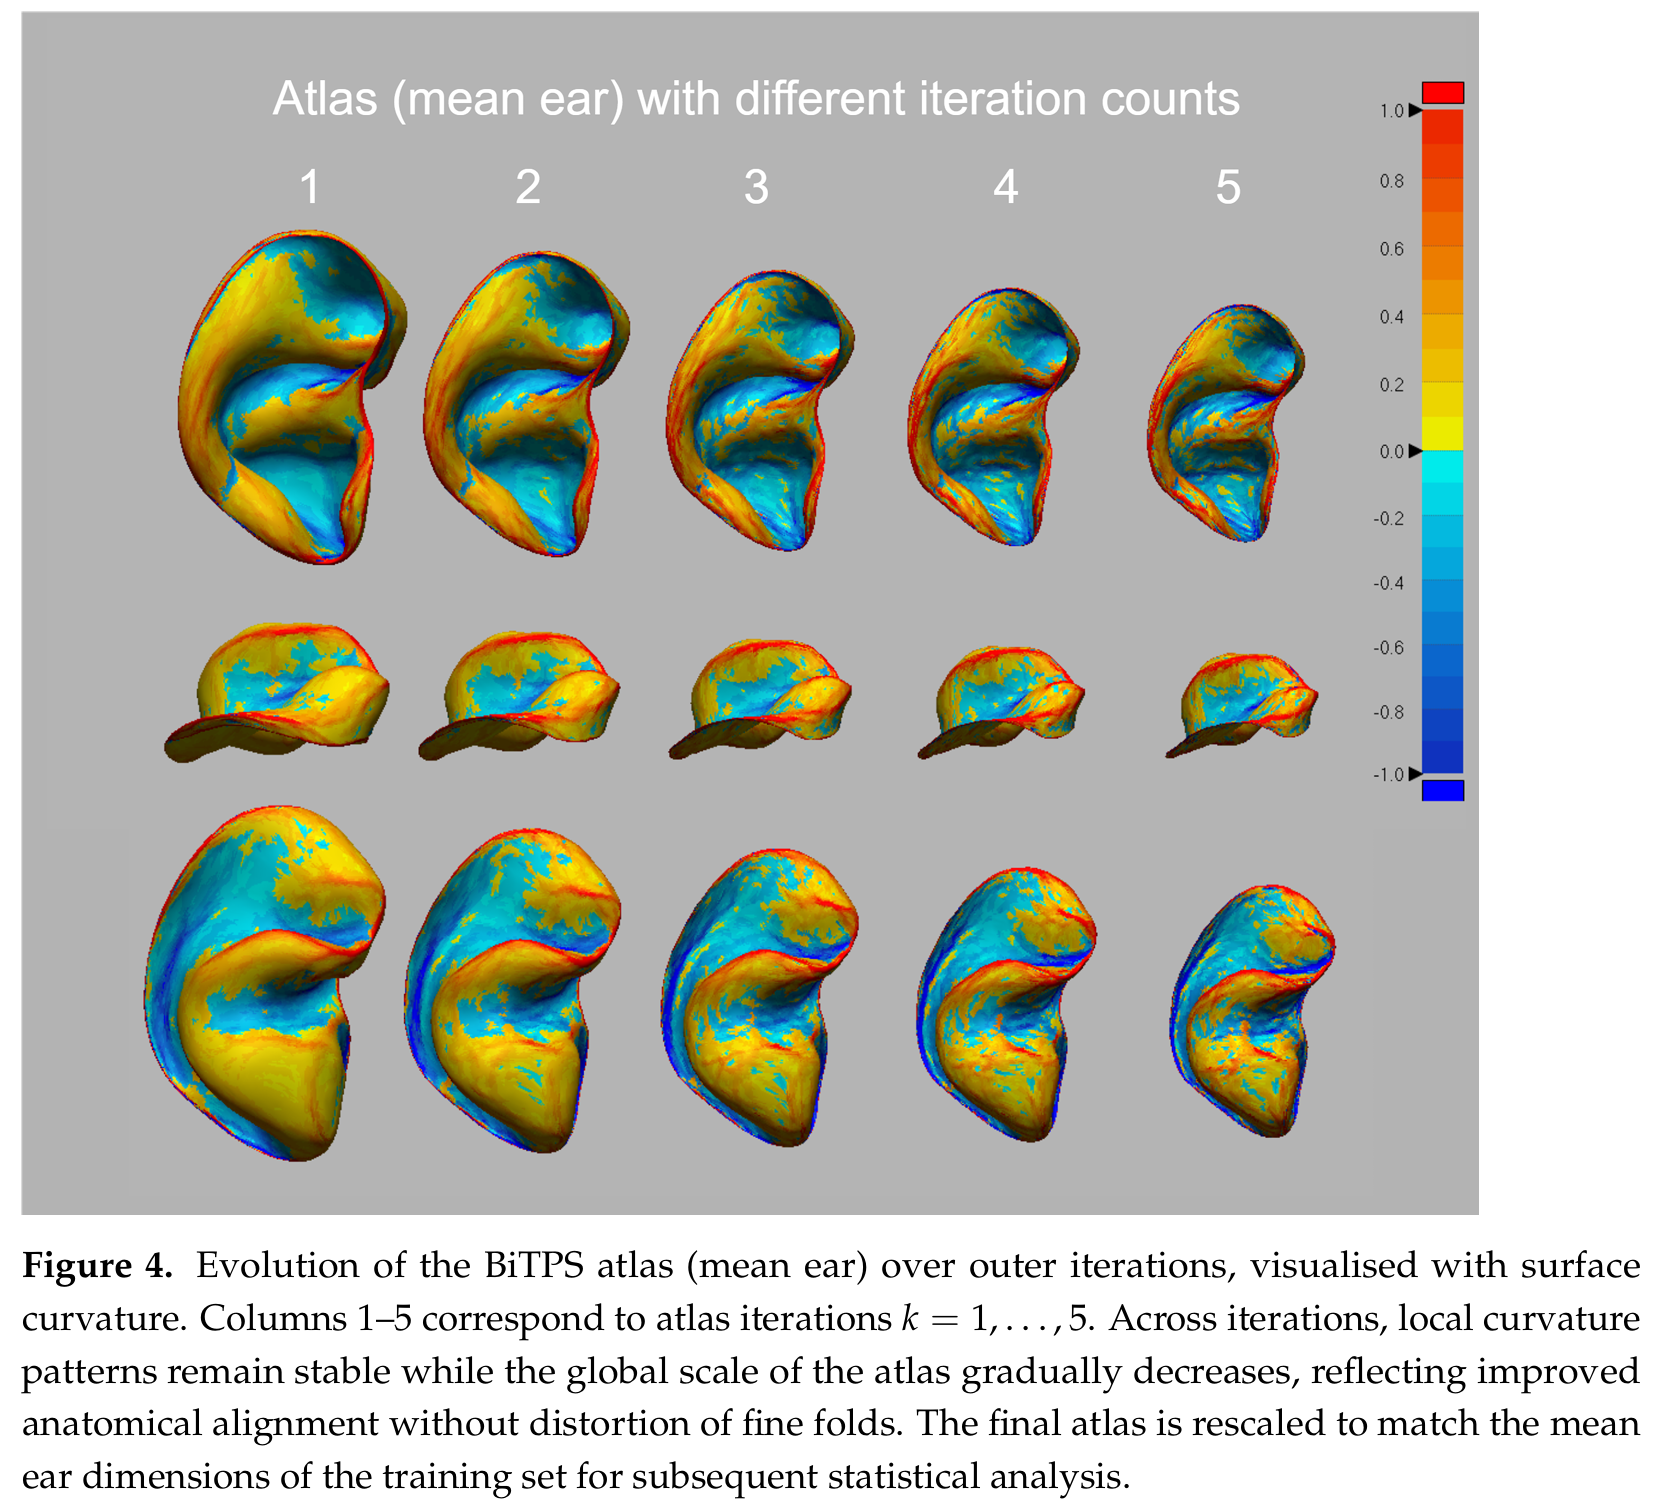 Atlas (mean ear) with different iteration counts
1 2 3 4 5
1.0
0.8
0.6
0.4
0.2
0.0
-0.2
-0.4
-0.6
-0.8
-1.0
Figure 4. Evolution of the BiTPS atlas (mean ear) over outer iterations, visualised with surface
curvature. Columns 1–5 correspond to atlas iterations k = 1, . . . , 5. Across iterations, local curvature
patterns remain stable while the global scale of the atlas gradually decreases, reflecting improved
anatomical alignment without distortion of fine folds. The final atlas is rescaled to match the mean
ear dimensions of the training set for subsequent statistical analysis.